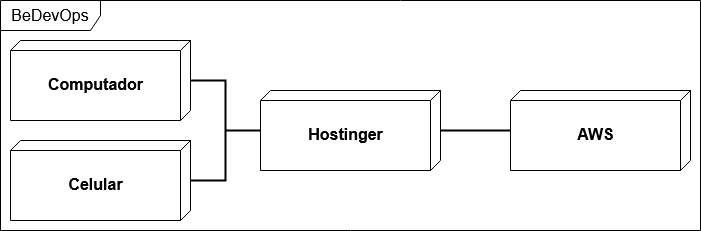 BeDevOps
Computador
Celular
Hostinger
AWS